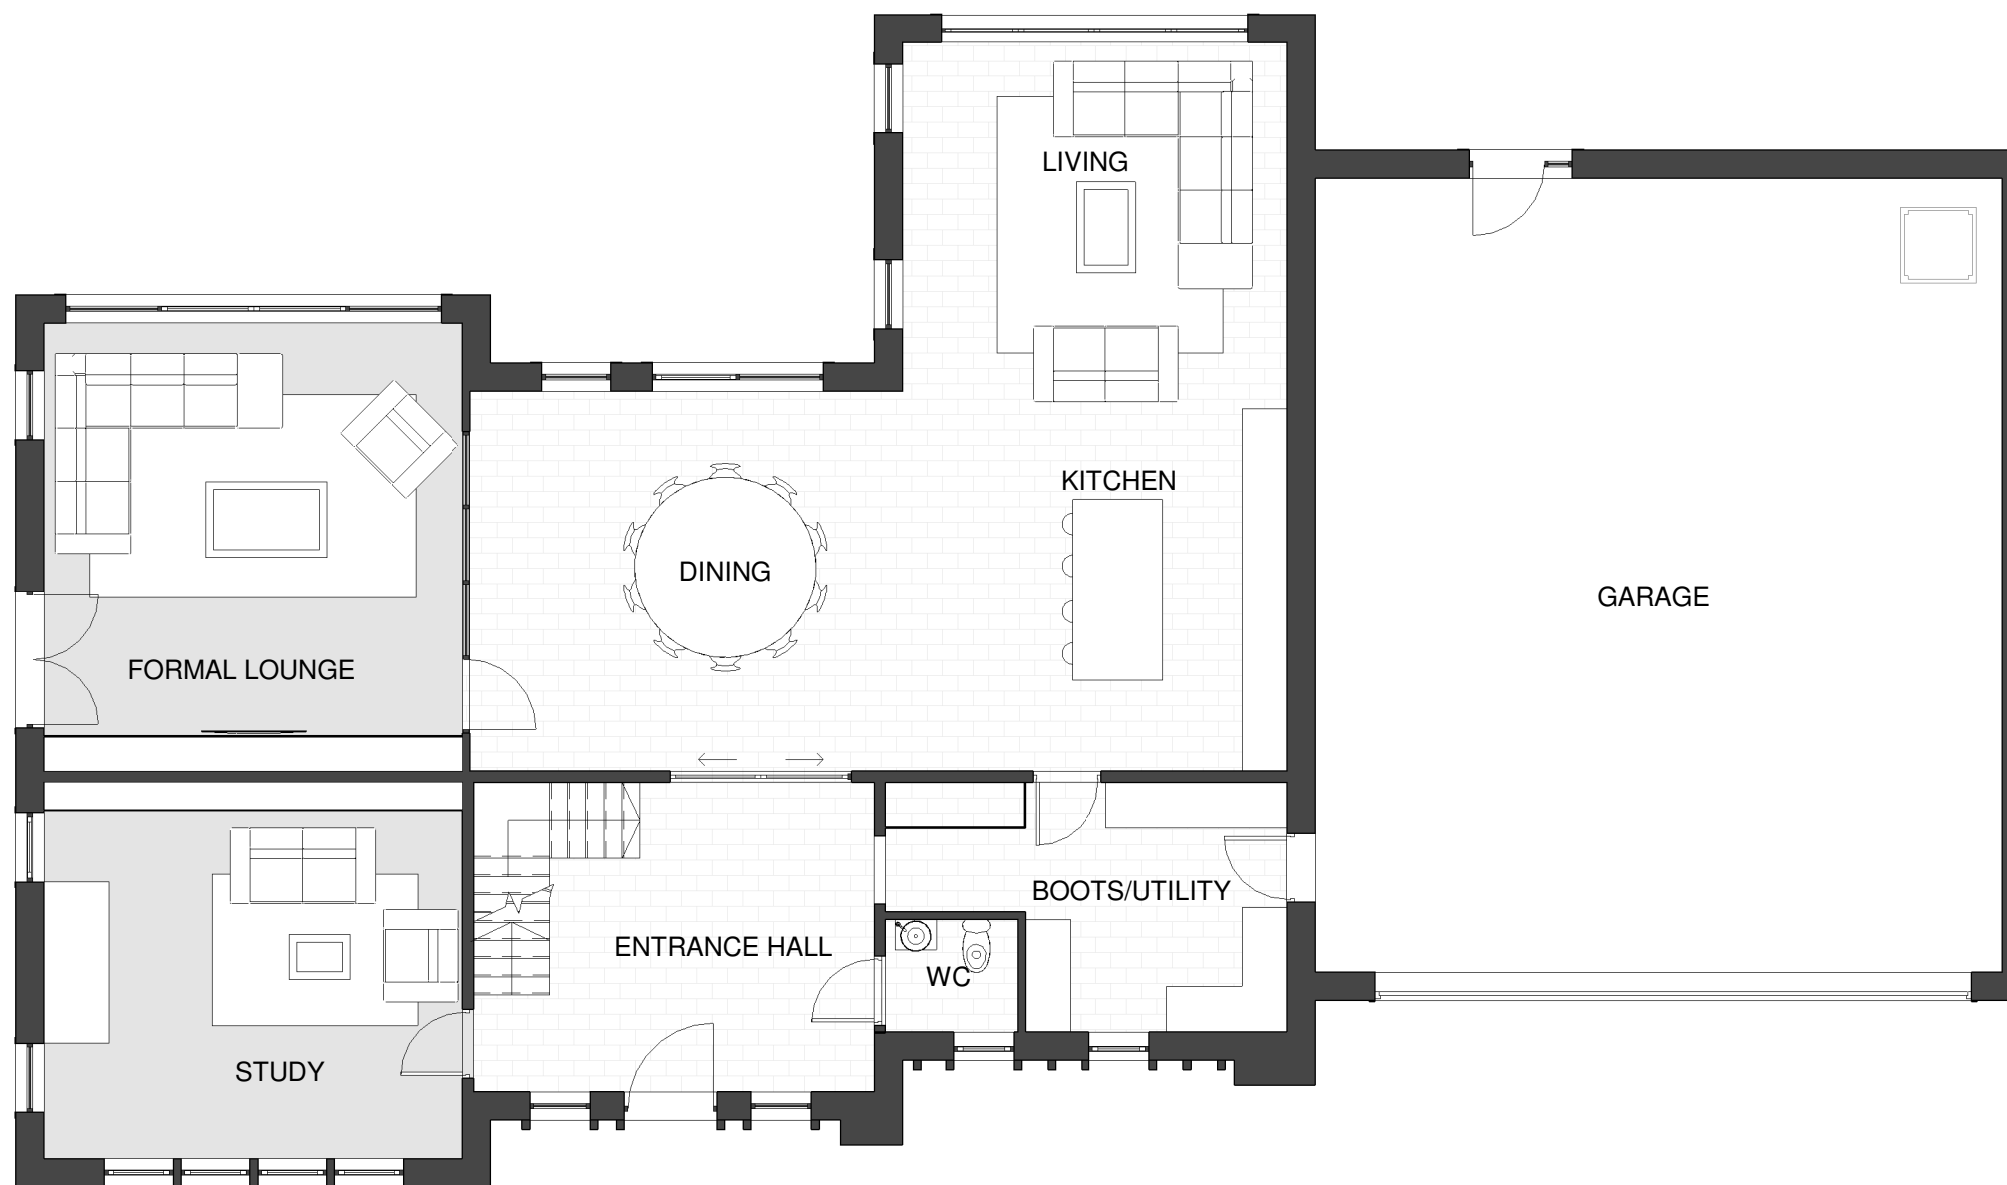 LIVING
KITCHEN
DINING
GARAGE
FORMAL LOUNGE
BOOTS/UTILITY
ENTRANCE HALL
WC
STUDY